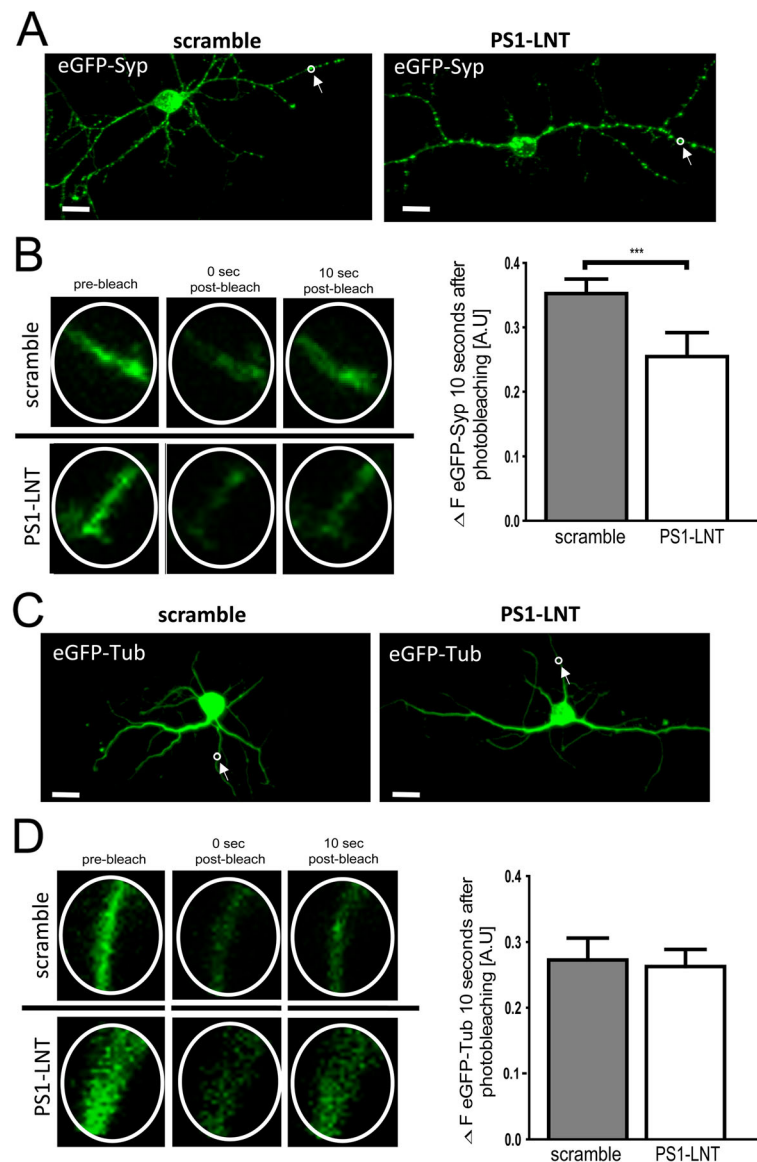 A
scramble
PS1-LNT
eGFP-Syp
eGFP-Syp
B
pre-bleach
0 sec
post-bleach
10 sec
post-bleach
scramble
PS1-LNT
Δ F eGFP-Syp 10 seconds after
photobleaching [A.U]
0.4
0.3
0.2
0.1
0.0
***
scramble
PS1-LNT
C
scramble
PS1-LNT
eGFP-Tub
eGFP-Tub
D
pre-bleach
0 sec
post-bleach
10 sec
post-bleach
scramble
PS1-LNT
Δ F eGFP-Tub 10 seconds after
photobleaching [A.U]
0.4
0.3
0.2
0.1
0.0
scramble
PS1-LNT